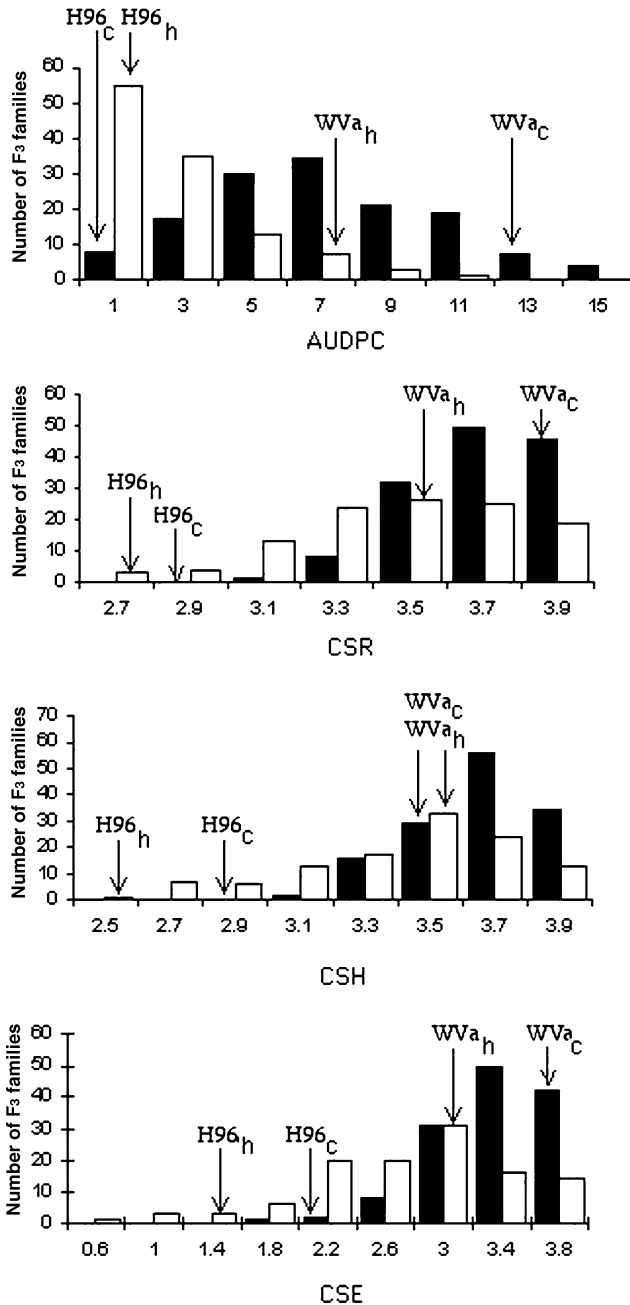 H96c H96h
Number of F3 families
60
50
40
30
20
10
0
WVah
WVac
1 3 5 7 9 11 13 15
AUDPC
Number of F3 families
60
50
40
30
20
10
0
WVah
WVac
H96h
H96c
2.7 2.9 3.1 3.3 3.5 3.7 3.9
CSR
Number of F3 families
70
60
50
40
30
20
10
0
WVac
WVah
H96h
H96c
2.5 2.7 2.9 3.1 3.3 3.5 3.7 3.9
CSH
Number of F3 families
60
50
40
30
20
10
0
WVah
WVac
H96h
H96c
0.6 1 1.4 1.8 2.2 2.6 3 3.4 3.8
CSE